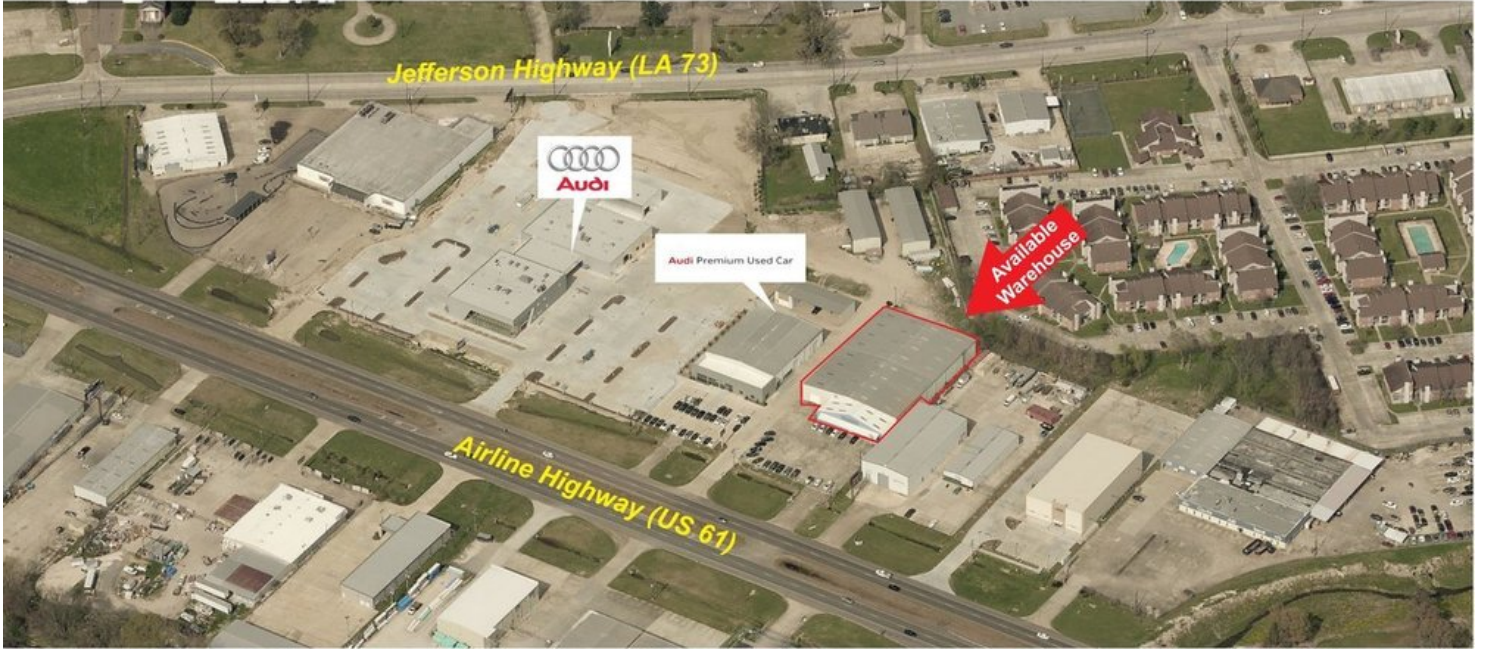 Jefferson Highway (LA 73)
Audi
Audi Premium Used Car
Available
Warehouse
Airline Highway (US 61)